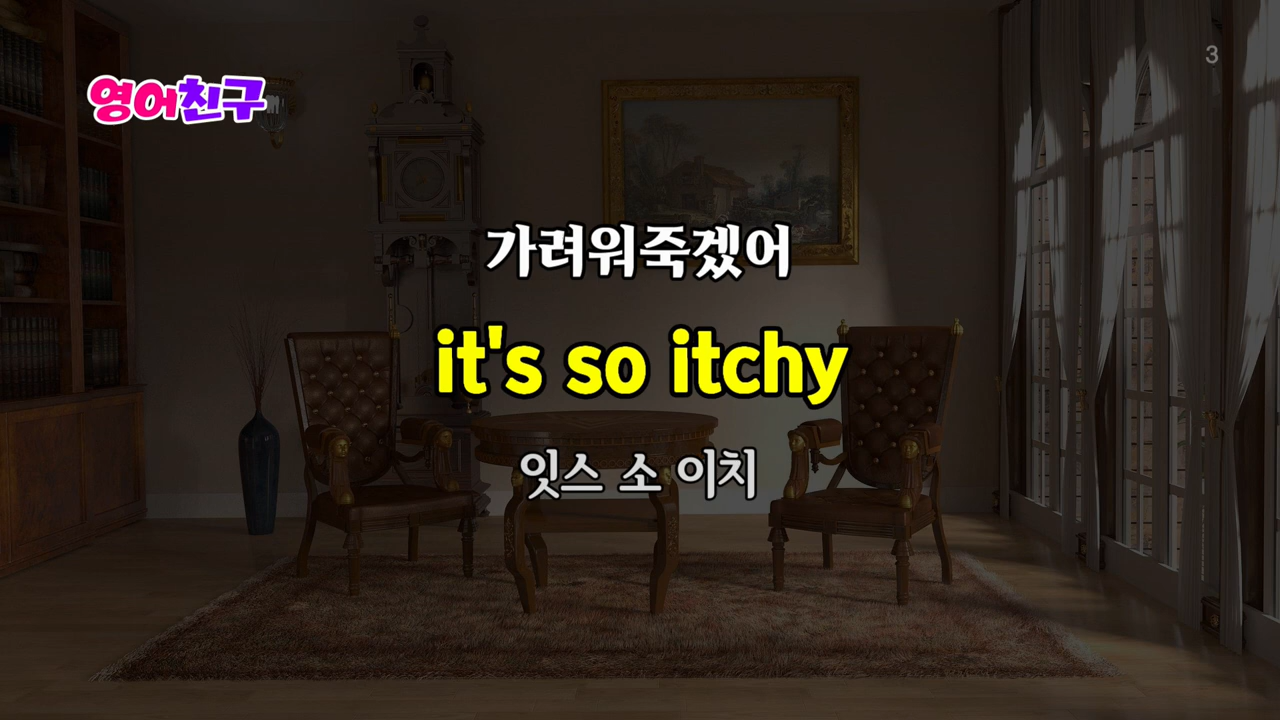 영어친구
3
가려워죽겠어
it's so itchy
잇스 소 이치